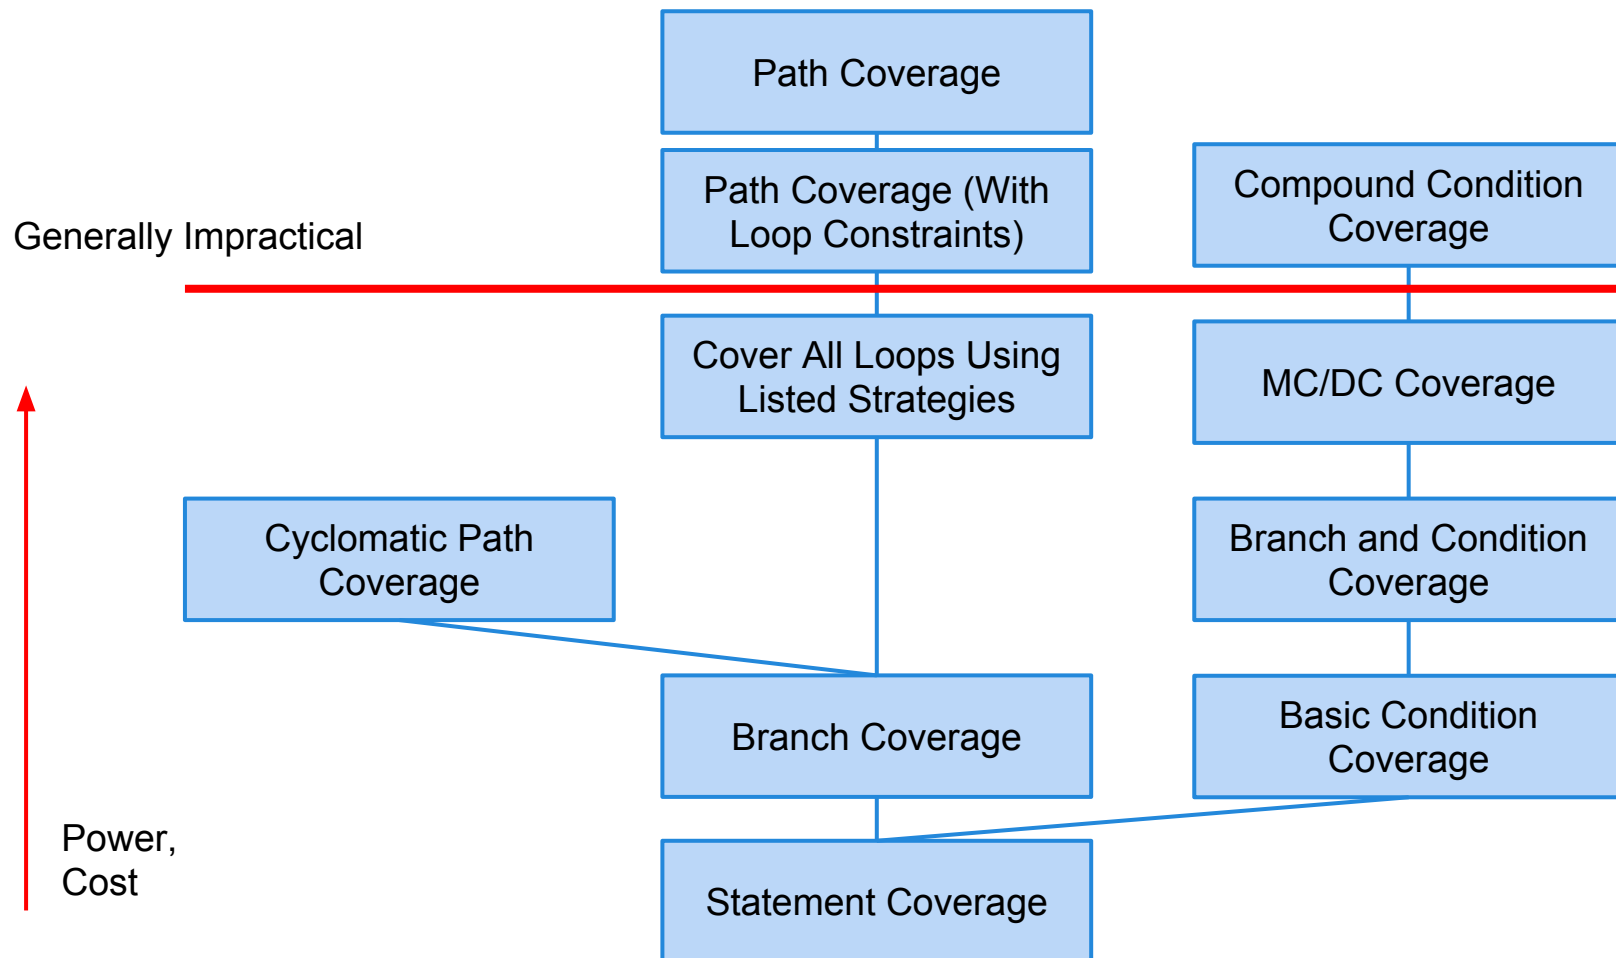 Path Coverage
Path Coverage (With
Loop Constraints)
Compound Condition
Coverage
Generally Impractical
Cover All Loops Using
Listed Strategies
MC/DC Coverage
Cyclomatic Path
Coverage
Branch and Condition
Coverage
Branch Coverage
Basic Condition
Coverage
Power,
Cost
Statement Coverage